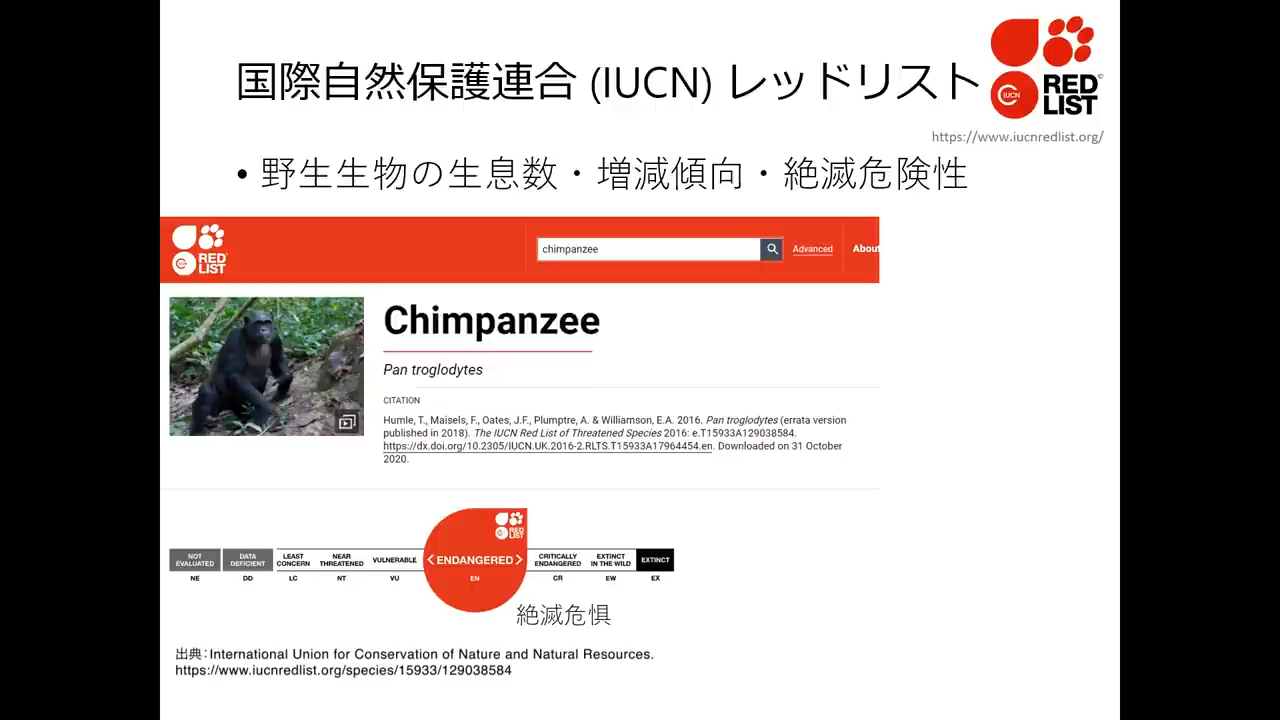 国際自然保護連合 (IUCN) レッドリスト
IUCN
RED
LIST
https://www.iucnredlist.org/
• 野生生物の生息数・増減傾向・絶滅危険性
RED
LIST
chimpanzee
Advanced
About
Chimpanzee
Pan troglodytes
CITATION
Humle, T., Maisels, F., Oates, J.F., Plumptre, A. & Williamson, E.A. 2016. Pan troglodytes (errata version
published in 2018). The IUCN Red List of Threatened Species 2016: e.T15933A129038584.
https://dx.doi.org/10.2305/IUCN.UK.2016-2.RLTS.T15933A17964454.en. Downloaded on 31 October
2020.
RED
LIST
NOT EVALUATED
DATA DEFICIENT
LEAST CONCERN
NEAR THREATENED
VULNERABLE
<ENDANGERED>
CRITICALLY ENDANGERED
EXTINCT IN THE WILD
EXTINCT
NE DD LC NT VU EN CR EW EX
絶滅危惧
出典：International Union for Conservation of Nature and Natural Resources.
https://www.iucnredlist.org/species/15933/129038584